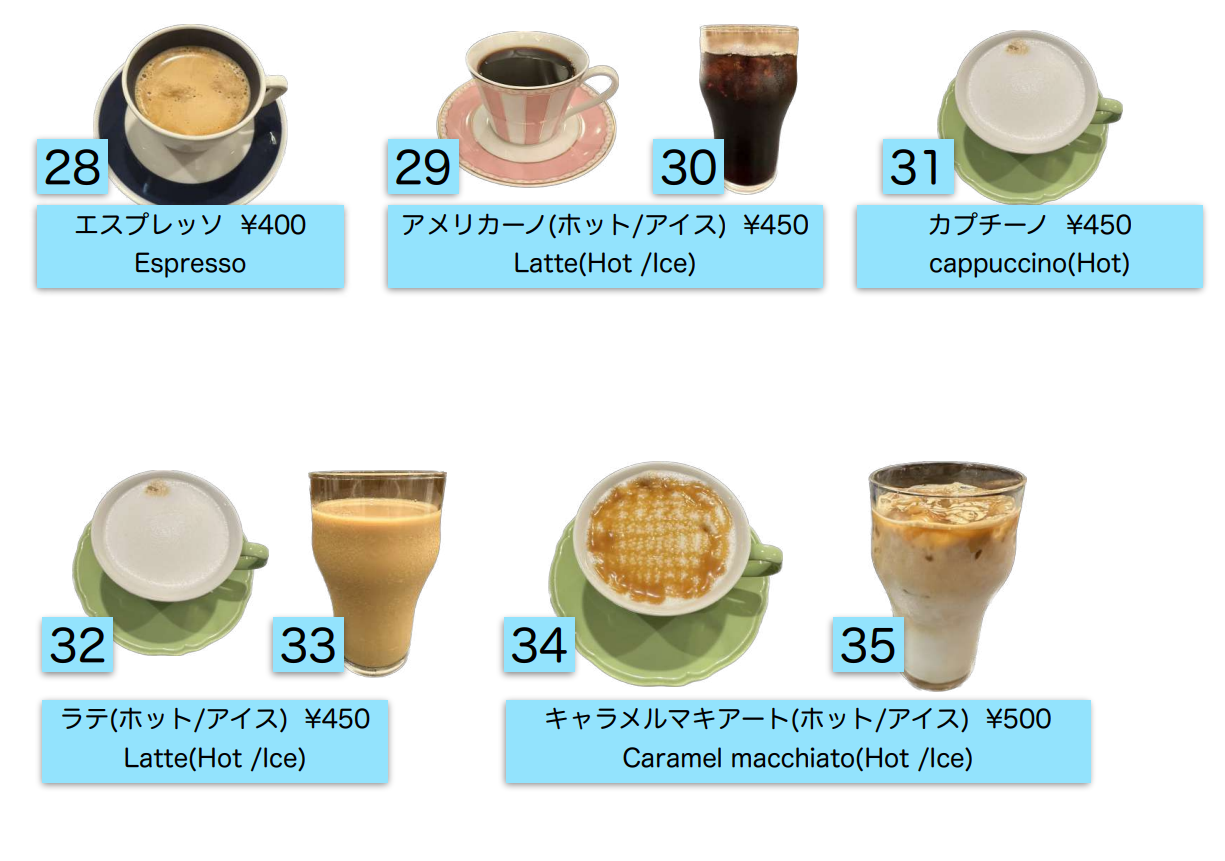 28
エスプレッソ ¥400
Espresso
29
30
アメリカーノ(ホット/アイス) ¥450
Latte(Hot /Ice)
31
カプチーノ ¥450
cappuccino(Hot)
32
33
ラテ(ホット/アイス) ¥450
Latte(Hot /Ice)
34
35
キャラメルマキアート(ホット/アイス) ¥500
Caramel macchiato(Hot /Ice)